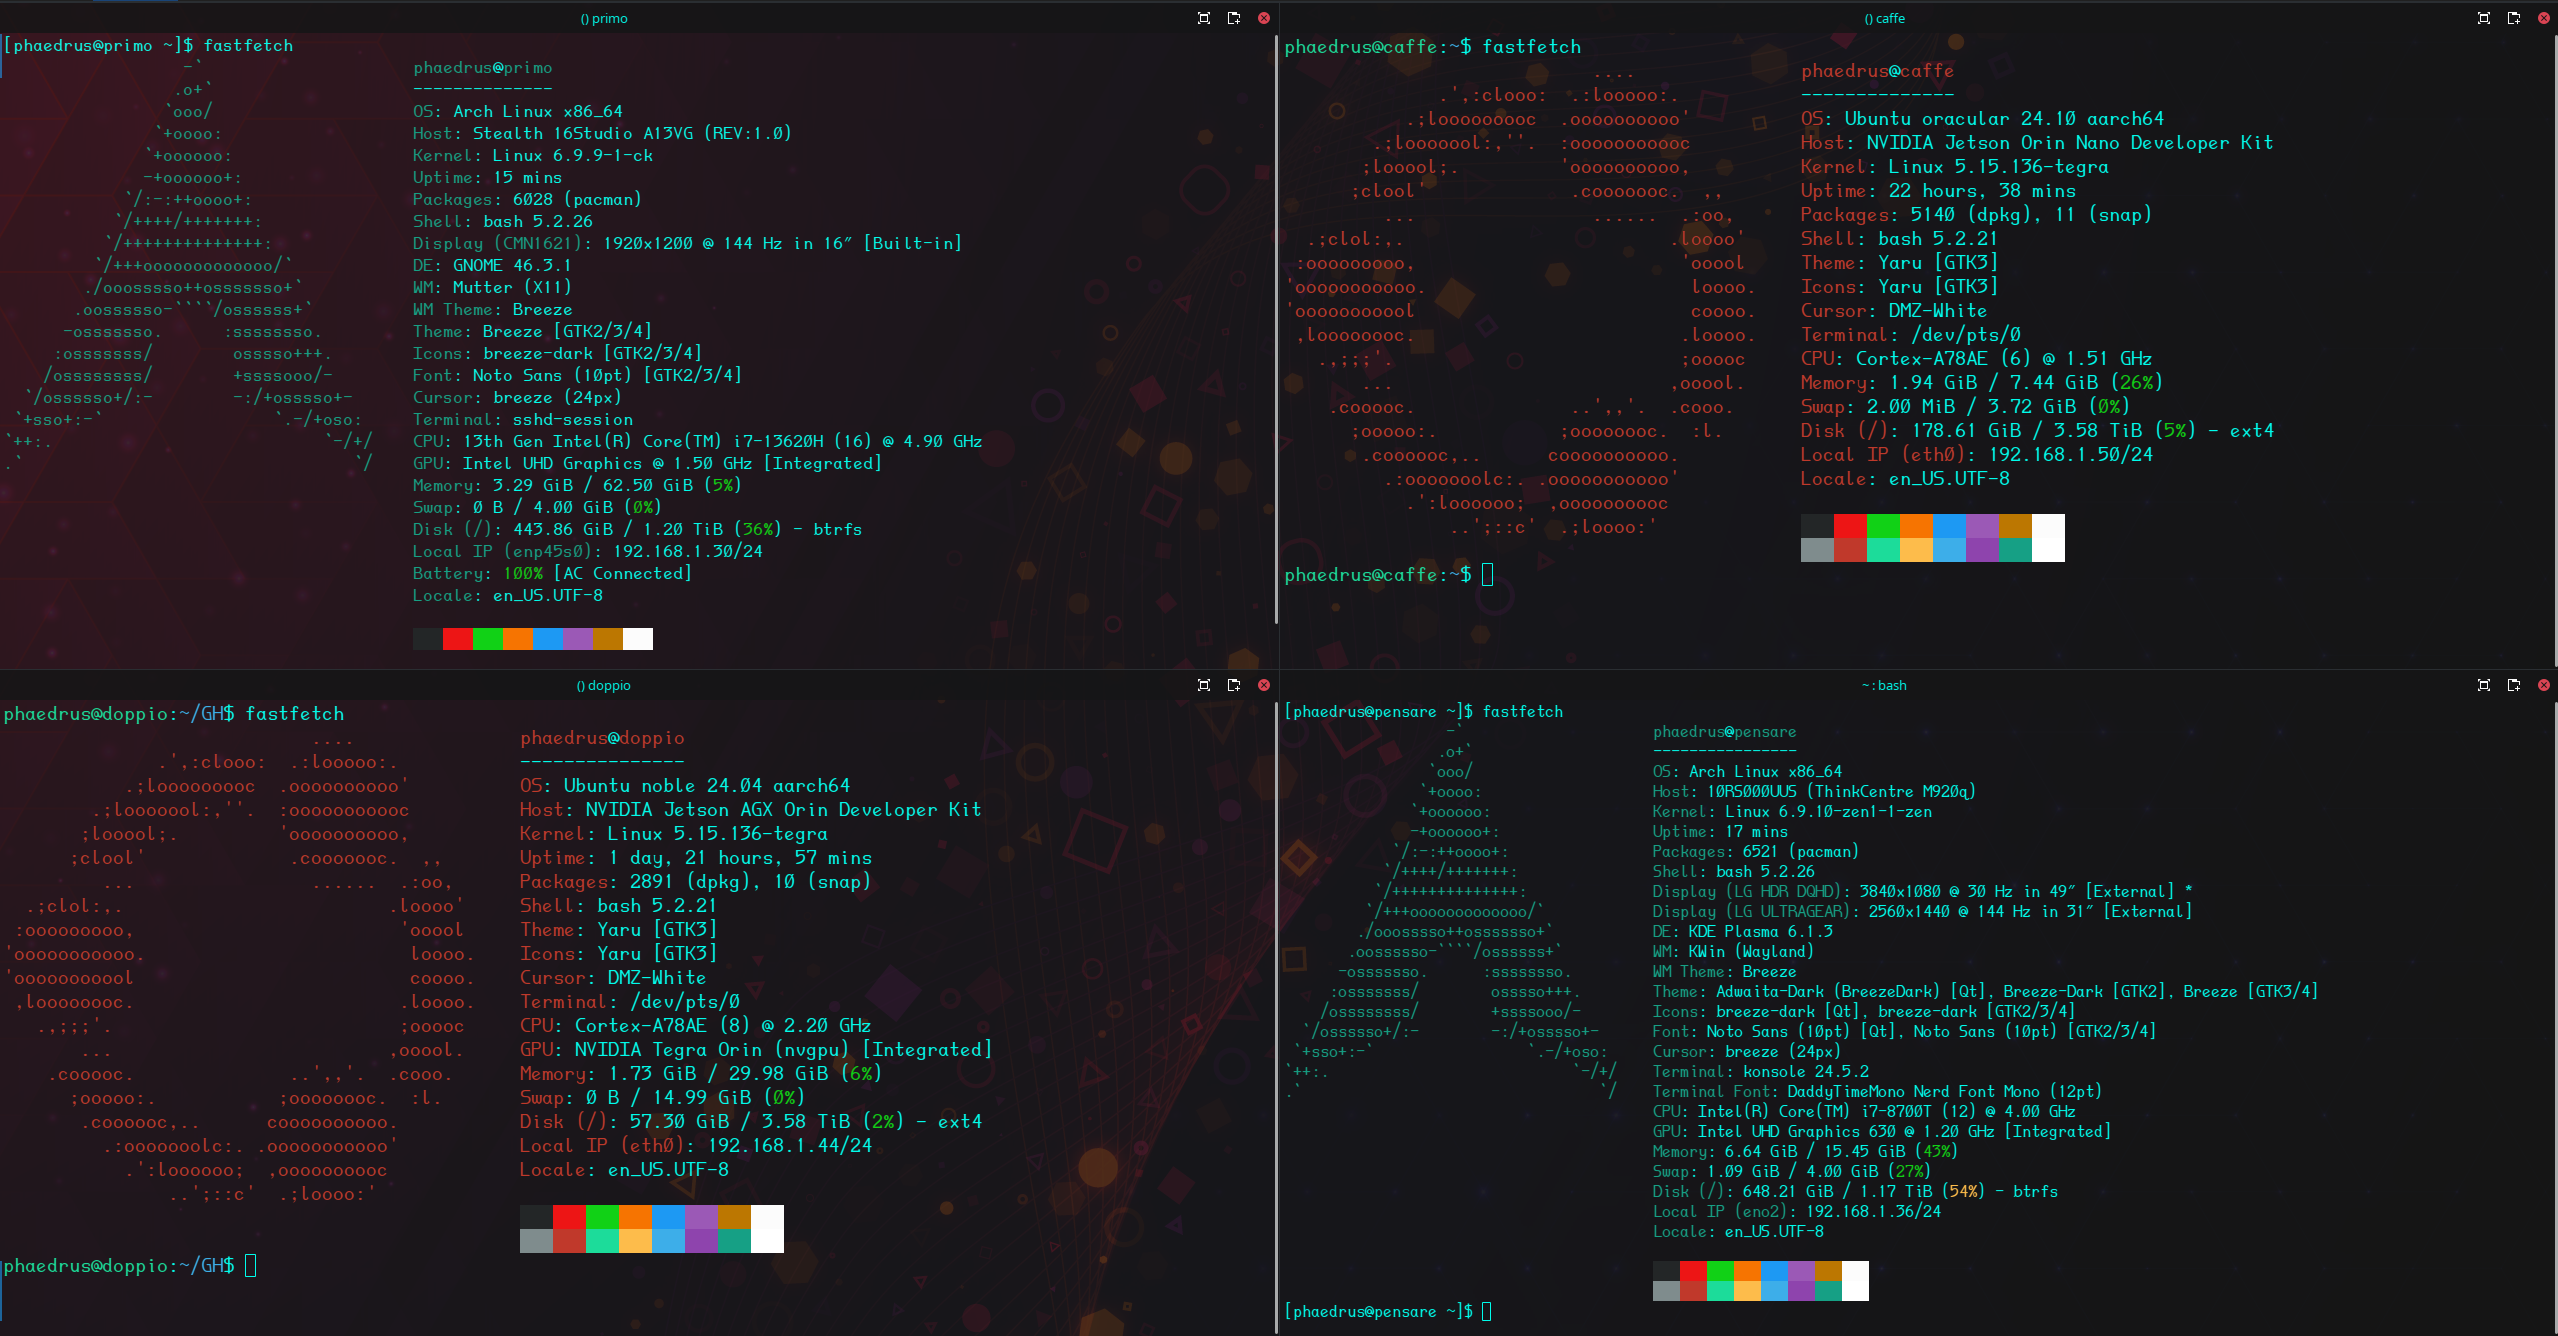 () primo
[phaedrus@primo ~]$ fastfetch
phaedrus@primo
--------------
OS: Arch Linux x86_64
Host: Stealth 16Studio A13VG (REV:1.0)
Kernel: Linux 6.9.9-1-ck
Uptime: 15 mins
Packages: 6028 (pacman)
Shell: bash 5.2.26
Display (CMN1621): 1920x1200 @ 144 Hz in 16″ [Built-in]
DE: GNOME 46.3.1
WM: Mutter (X11)
WM Theme: Breeze
Theme: Breeze [GTK2/3/4]
Icons: breeze-dark [GTK2/3/4]
Font: Noto Sans (10pt) [GTK2/3/4]
Cursor: breeze (24px)
Terminal: sshd-session
CPU: 13th Gen Intel(R) Core(TM) i7-13620H (16) @ 4.90 GHz
GPU: Intel UHD Graphics @ 1.50 GHz [Integrated]
Memory: 3.29 GiB / 62.50 GiB (5%)
Swap: 0 B / 4.00 GiB (0%)
Disk (/): 443.86 GiB / 1.20 TiB (36%) - btrfs
Local IP (enp45s0): 192.168.1.30/24
Battery: 100% [AC Connected]
Locale: en_US.UTF-8
() caffe
phaedrus@caffe:~$ fastfetch
phaedrus@caffe
--------------
OS: Ubuntu oracular 24.10 aarch64
Host: NVIDIA Jetson Orin Nano Developer Kit
Kernel: Linux 5.15.136-tegra
Uptime: 22 hours, 38 mins
Packages: 5140 (dpkg), 11 (snap)
Shell: bash 5.2.21
Theme: Yaru [GTK3]
Icons: Yaru [GTK3]
Cursor: DMZ-White
Terminal: /dev/pts/0
CPU: Cortex-A78AE (6) @ 1.51 GHz
Memory: 1.94 GiB / 7.44 GiB (26%)
Swap: 2.00 MiB / 3.72 GiB (0%)
Disk (/): 178.61 GiB / 3.58 TiB (5%) - ext4
Local IP (eth0): 192.168.1.50/24
Locale: en_US.UTF-8
phaedrus@caffe:~$
() doppio
phaedrus@doppio:~/GH$ fastfetch
phaedrus@doppio
---------------
OS: Ubuntu noble 24.04 aarch64
Host: NVIDIA Jetson AGX Orin Developer Kit
Kernel: Linux 5.15.136-tegra
Uptime: 1 day, 21 hours, 57 mins
Packages: 2891 (dpkg), 10 (snap)
Shell: bash 5.2.21
Theme: Yaru [GTK3]
Icons: Yaru [GTK3]
Cursor: DMZ-White
Terminal: /dev/pts/0
CPU: Cortex-A78AE (8) @ 2.20 GHz
GPU: NVIDIA Tegra Orin (nvgpu) [Integrated]
Memory: 1.73 GiB / 29.98 GiB (6%)
Swap: 0 B / 14.99 GiB (0%)
Disk (/): 57.30 GiB / 3.58 TiB (2%) - ext4
Local IP (eth0): 192.168.1.44/24
Locale: en_US.UTF-8
phaedrus@doppio:~/GH$
~ : bash
[phaedrus@pensare ~]$ fastfetch
phaedrus@pensare
----------------
OS: Arch Linux x86_64
Host: 10RS000UUS (ThinkCentre M920q)
Kernel: Linux 6.9.10-zen1-1-zen
Uptime: 17 mins
Packages: 6521 (pacman)
Shell: bash 5.2.26
Display (LG HDR DQHD): 3840x1080 @ 30 Hz in 49″ [External] *
Display (LG ULTRAGEAR): 2560x1440 @ 144 Hz in 31″ [External]
DE: KDE Plasma 6.1.3
WM: KWin (Wayland)
WM Theme: Breeze
Theme: Adwaita-Dark (BreezeDark) [Qt], Breeze-Dark [GTK2], Breeze [GTK3/4]
Icons: breeze-dark [Qt], breeze-dark [GTK2/3/4]
Font: Noto Sans (10pt) [Qt], Noto Sans (10pt) [GTK2/3/4]
Cursor: breeze (24px)
Terminal: konsole 24.5.2
Terminal Font: DaddyTimeMono Nerd Font Mono (12pt)
CPU: Intel(R) Core(TM) i7-8700T (12) @ 4.00 GHz
GPU: Intel UHD Graphics 630 @ 1.20 GHz [Integrated]
Memory: 6.64 GiB / 15.45 GiB (43%)
Swap: 1.09 GiB / 4.00 GiB (27%)
Disk (/): 648.21 GiB / 1.17 TiB (54%) - btrfs
Local IP (eno2): 192.168.1.36/24
Locale: en_US.UTF-8
[phaedrus@pensare ~]$